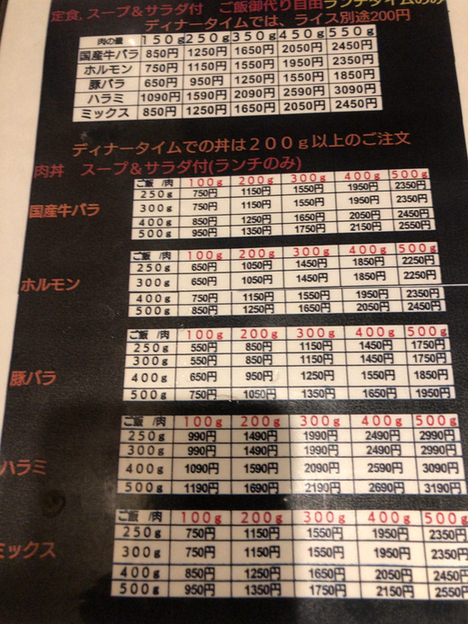 定食,スープ&サラダ付 ご飯御代り自由ランチタイムのみ
ディナータイムでは、ライス別途200円
肉の量 150g 250g 350g 450g 550g
国産牛バラ 850円 1250円 1650円 2050円 2450円
ホルモン 750円 1150円 1550円 1950円 2350円
豚バラ 650円 950円 1250円 1550円 1850円
ハラミ 1090円 1590円 2090円 2590円 3090円
ミックス 850円 1250円 1650円 2050円 2450円
ディナータイムでの丼は200g以上のご注文
肉丼 スープ&サラダ付(ランチのみ)
国産牛バラ
ご飯 /肉 100g 200g 300g 400g 500g
250g 750円 1150円 1550円 1950円 2350円
300g 750円 1150円 1550円 1950円 2350円
400g 850円 1250円 1650円 2050円 2450円
500g 950円 1350円 1750円 2150円 2550円
ホルモン
ご飯 /肉 100g 200g 300g 400g 500g
250g 650円 1050円 1450円 1850円 2250円
300g 650円 1050円 1450円 1850円 2250円
400g 750円 1150円 1550円 1950円 2350円
500g 850円 1250円 1650円 2050円 2450円
豚バラ
ご飯 /肉 100g 200g 300g 400g 500g
250g 550円 850円 1150円 1450円 1750円
300g 550円 850円 1150円 1450円 1750円
400g 650円 950円 1250円 1550円 1850円
500g 750円 1050円 1350円 1650円 1950円
ハラミ
ご飯 /肉 100g 200g 300g 400g 500g
250g 990円 1490円 1990円 2490円 2990円
300g 990円 1490円 1990円 2490円 2990円
400g 1090円 1590円 2090円 2590円 3090円
500g 1190円 1690円 2190円 2690円 3190円
ミックス
ご飯 /肉 100g 200g 300g 400g 500g
250g 750円 1150円 1550円 1950円 2350円
300g 750円 1150円 1550円 1950円 2350円
400g 850円 1250円 1650円 2050円 2450円
500g 950円 1350円 1750円 2150円 2550円